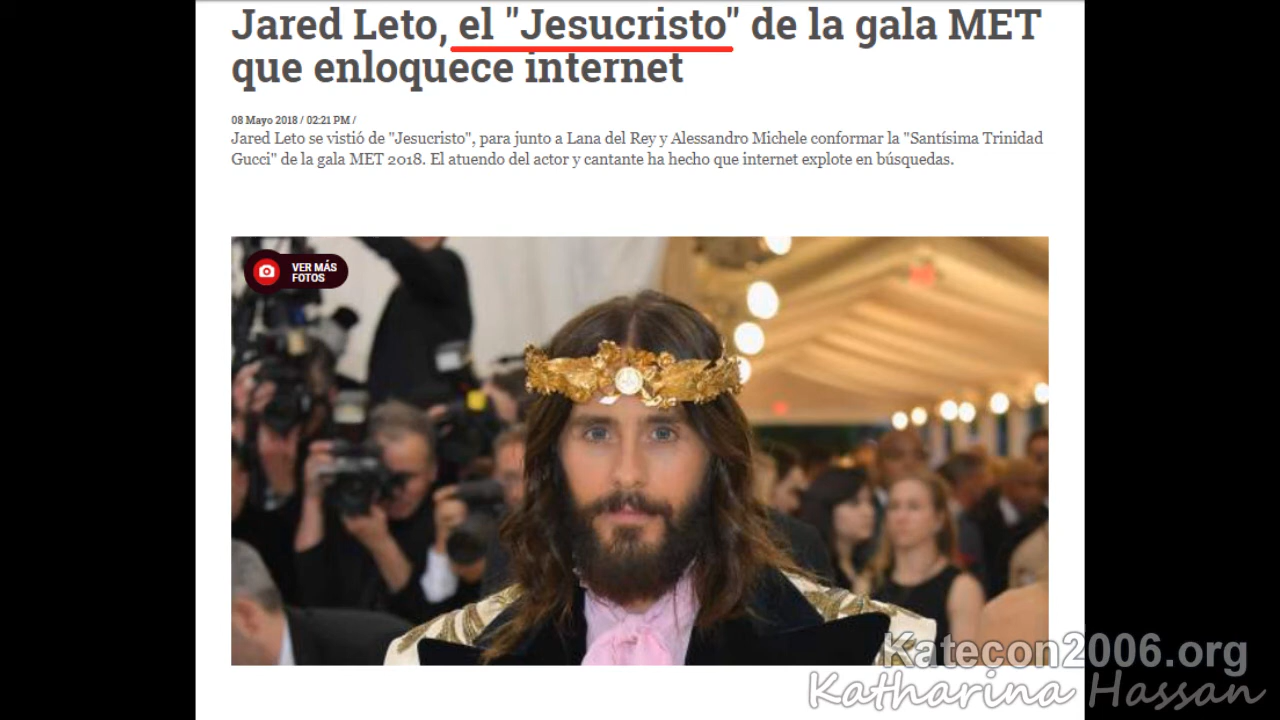 Jared Leto, el "Jesucristo" de la gala MET
que enloquece internet
08 Mayo 2018 / 02:21 PM /
Jared Leto se vistió de "Jesucristo", para junto a Lana del Rey y Alessandro Michele conformar la "Santísima Trinidad
Gucci" de la gala MET 2018. El atuendo del actor y cantante ha hecho que internet explote en búsquedas.
VER MÁS
FOTOS
Katecon2006.org
Katharina Hassan